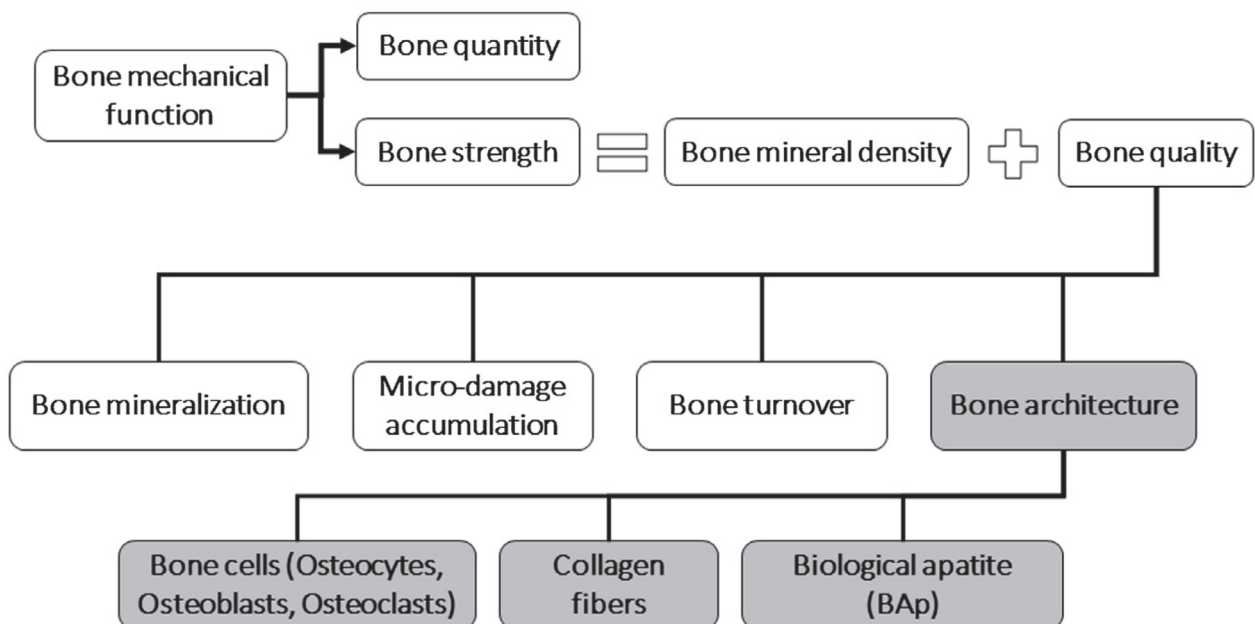 Bone quantity
Bone mechanical
function
Bone strength
Bone mineral density
Bone quality
Bone mineralization
Micro-damage
accumulation
Bone turnover
Bone architecture
Bone cells (Osteocytes,
Osteoblasts, Osteoclasts)
Collagen
fibers
Biological apatite
(BAp)